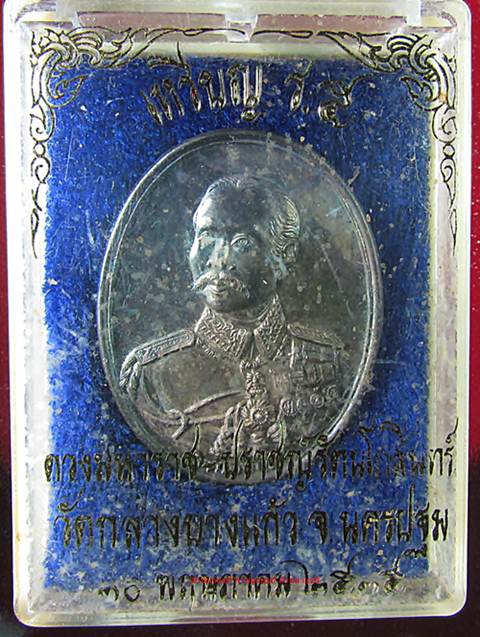 เหรียญ ร.๕
ดวงมหาราช ปราชญ์รัตนโกสินทร์
วัดกลางบางแก้ว จ.นครปฐม
๓๐ พฤษภาคม ๒๕๓๕